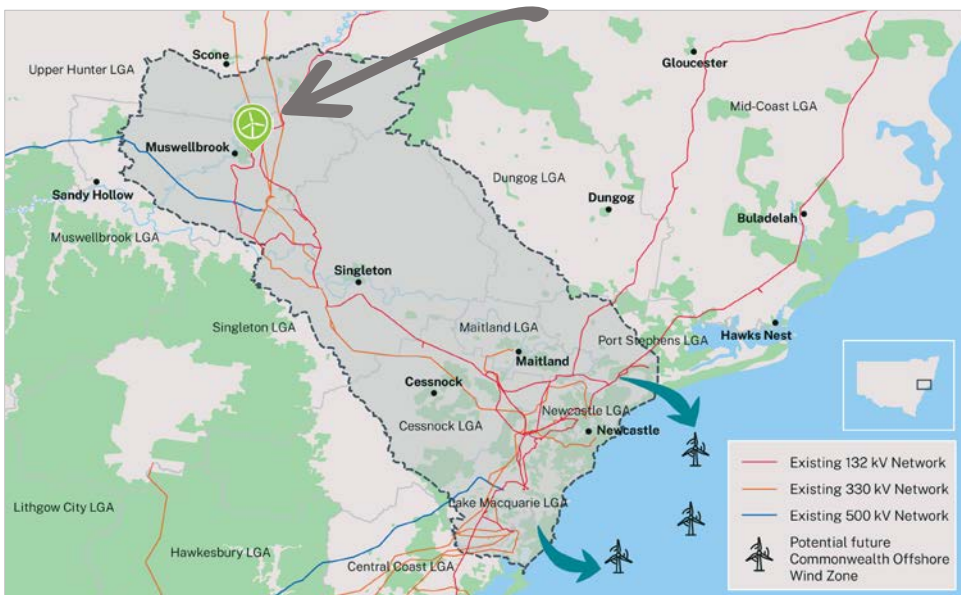 Scone
Upper Hunter LGA
Gloucester
Mid-Coast LGA
Muswellbrook
Dungog LGA
Sandy Hollow
Dungog
Buladelah
Muswellbrook LGA
Singleton
Singleton LGA
Maitland LGA
Port Stephens LGA
Hawks Nest
Maitland
Cessnock
Newcastle LGA
Cessnock LGA
Newcastle
Existing 132 kV Network
Existing 330 kV Network
Existing 500 kV Network
Potential future
Commonwealth Offshore
Wind Zone
Lake Macquarie LGA
Lithgow City LGA
Hawkesbury LGA
Central Coast LGA